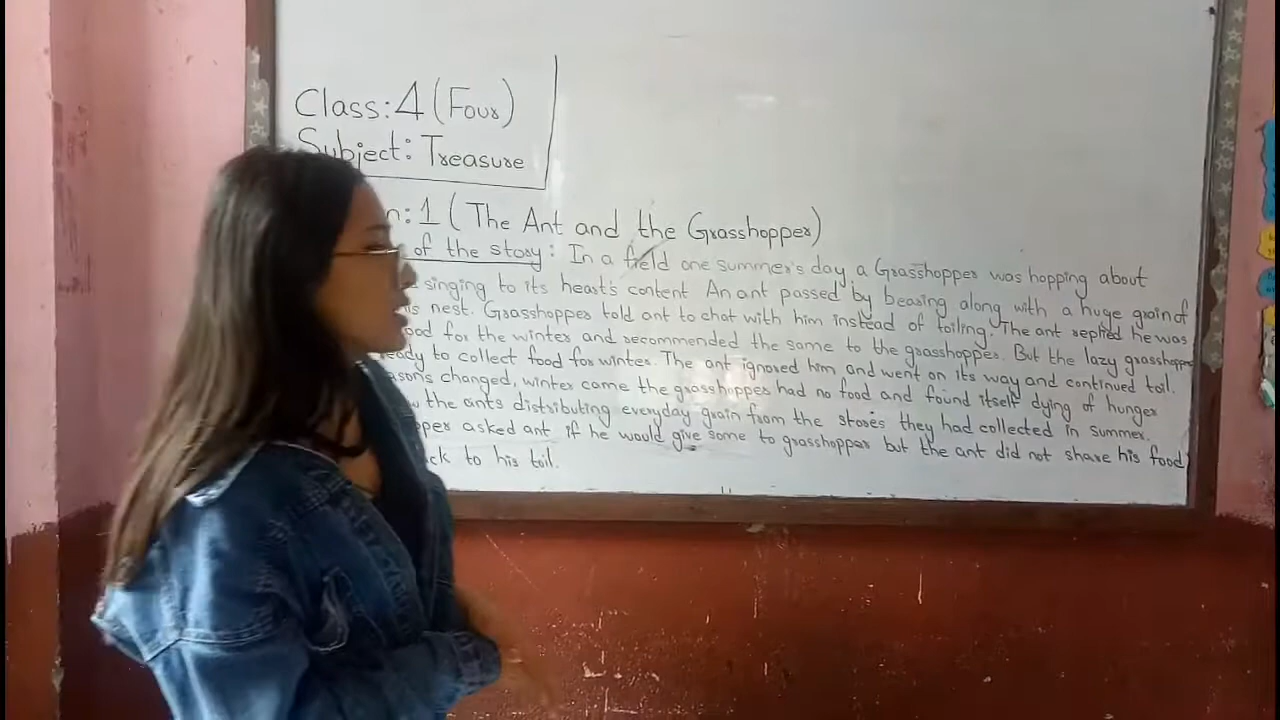 Class: 4 (Four)
Subject: Treasure
1 ( The Ant and the Grasshopper)
of the story: In a field one summer's day a Grasshopper was hopping about
singing to its heart's content An ant passed by bearing along with a huge grain of
nest. Grasshopper told ant to chat with him instead of toiling. The ant replied he was
for the winter and recommended the same to the grasshopper. But the lazy grasshopper
to collect food for winter. The ant ignored him and went on its way and continued toil.
changed, winter came the grasshopper had no food and found itself dying of hunger
the ants distributing everyday grain from the stores they had collected in summer.
asked ant if he would give some to grasshopper but the ant did not share his food
to his toil.